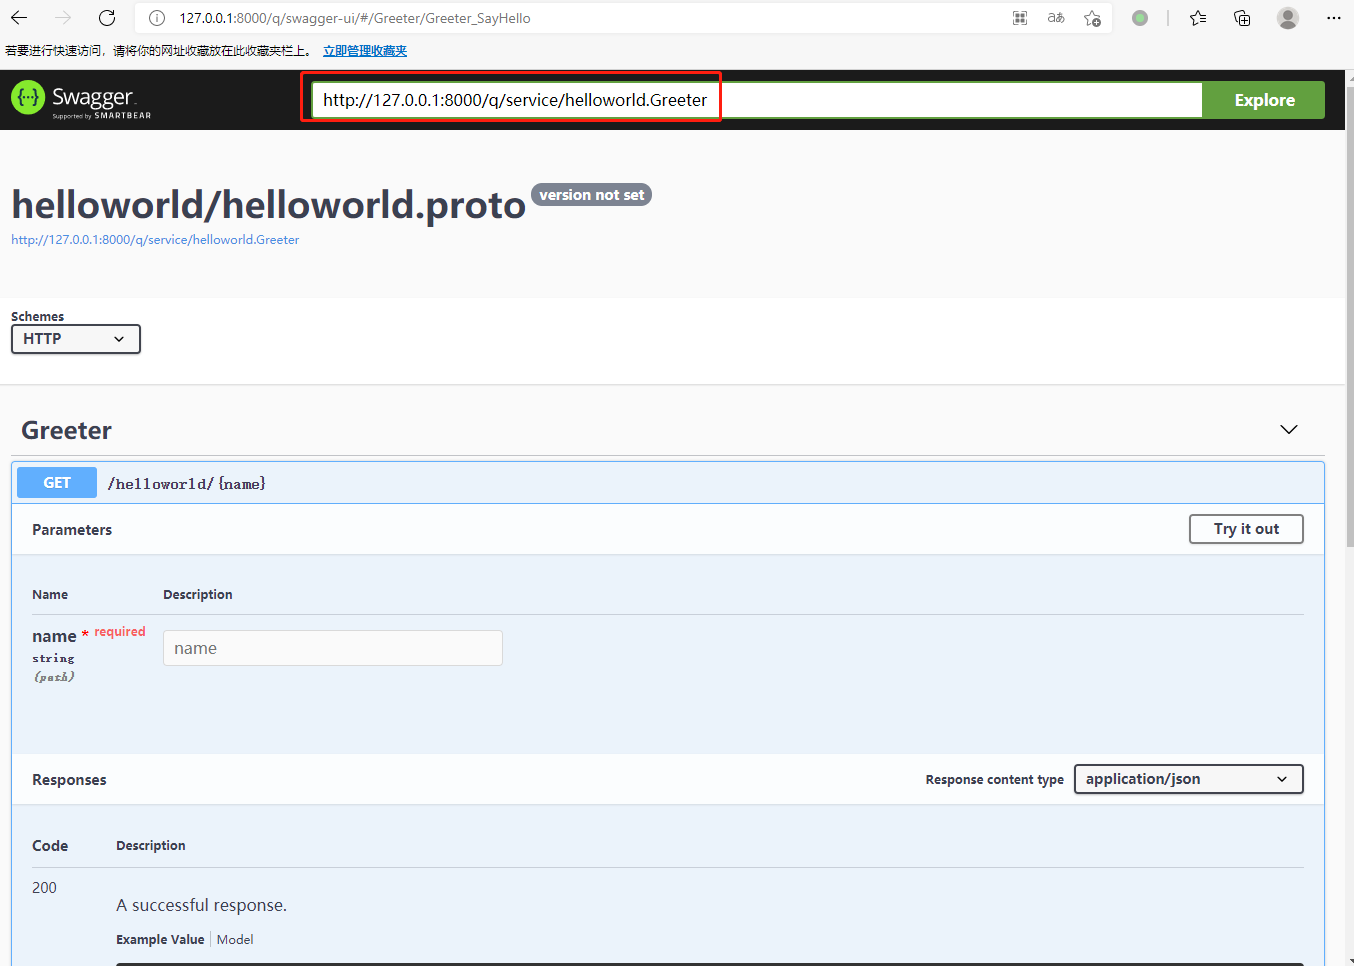 127.0.0.1:8000/q/swagger-ui/#/Greeter/Greeter_SayHello
aあ
若要进行快速访问，请将你的网址收藏放在此收藏夹栏上。 立即管理收藏夹
{··} Swagger
Supported by SMARTBEAR
http://127.0.0.1:8000/q/service/helloworld.Greeter
Explore
helloworld/helloworld.proto version not set
http://127.0.0.1:8000/q/service/helloworld.Greeter
Schemes
HTTP
Greeter
GET /helloworld/{name}
Parameters Try it out
Name Description
name * required name
string
(path)
Responses Response content type application/json
Code Description
200
A successful response.
Example Value Model